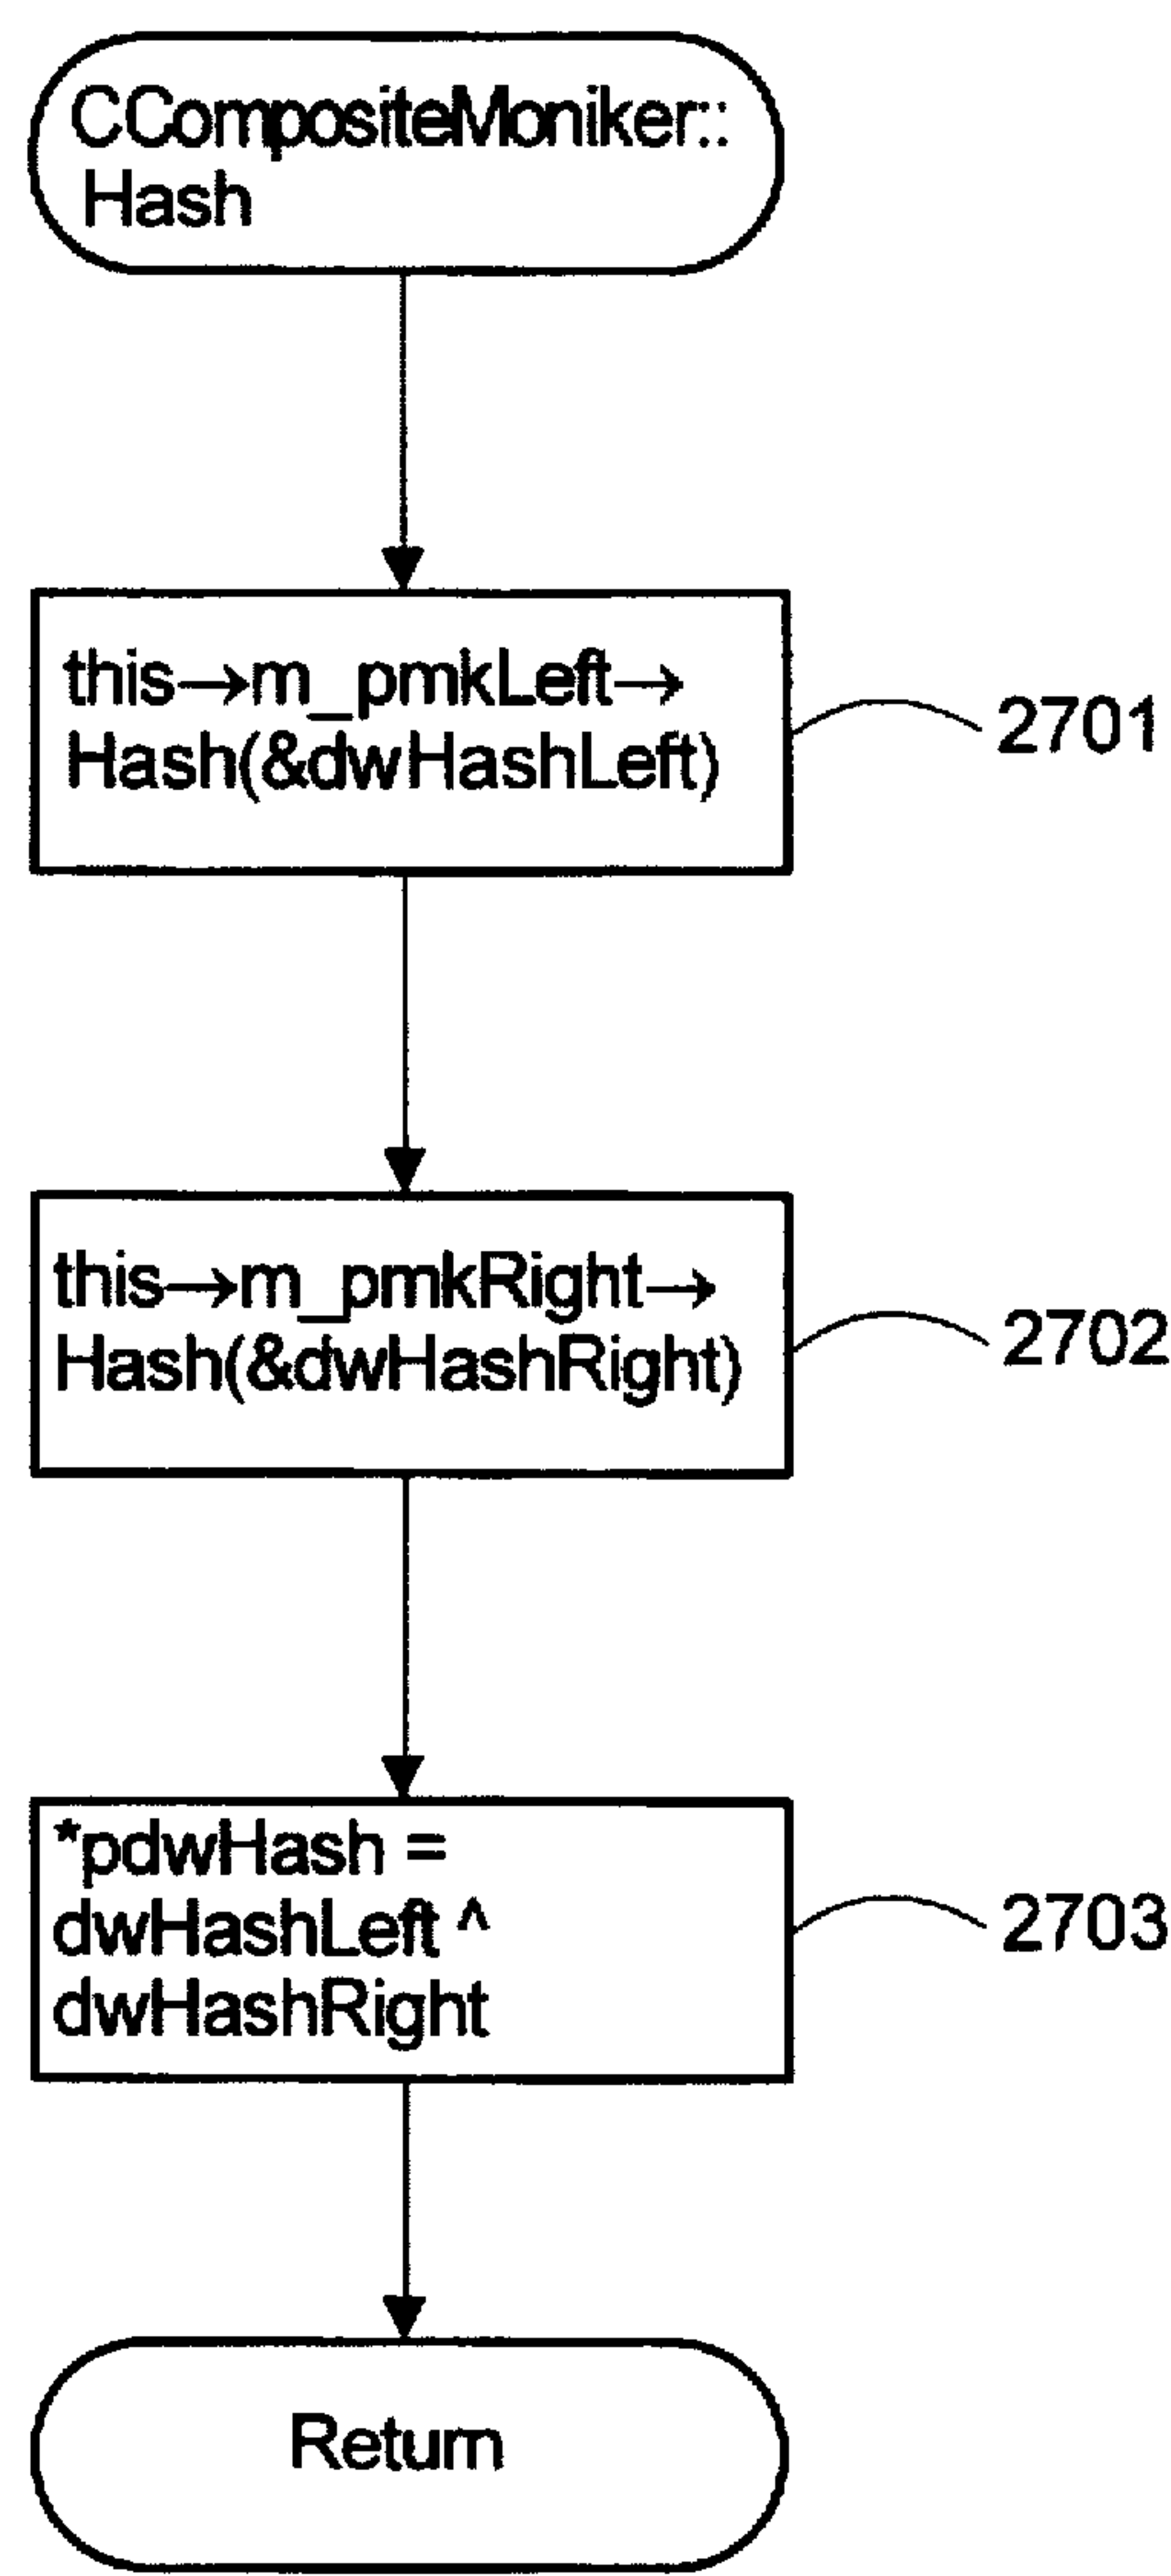 CCompositeMoniker::
Hash
this→m_pmkLeft→
Hash(&dwHashLeft)
2701
this→m_pmkRight→
Hash(&dwHashRight)
2702
*pdwHash =
dwHashLeft ^
dwHashRight
2703
Return